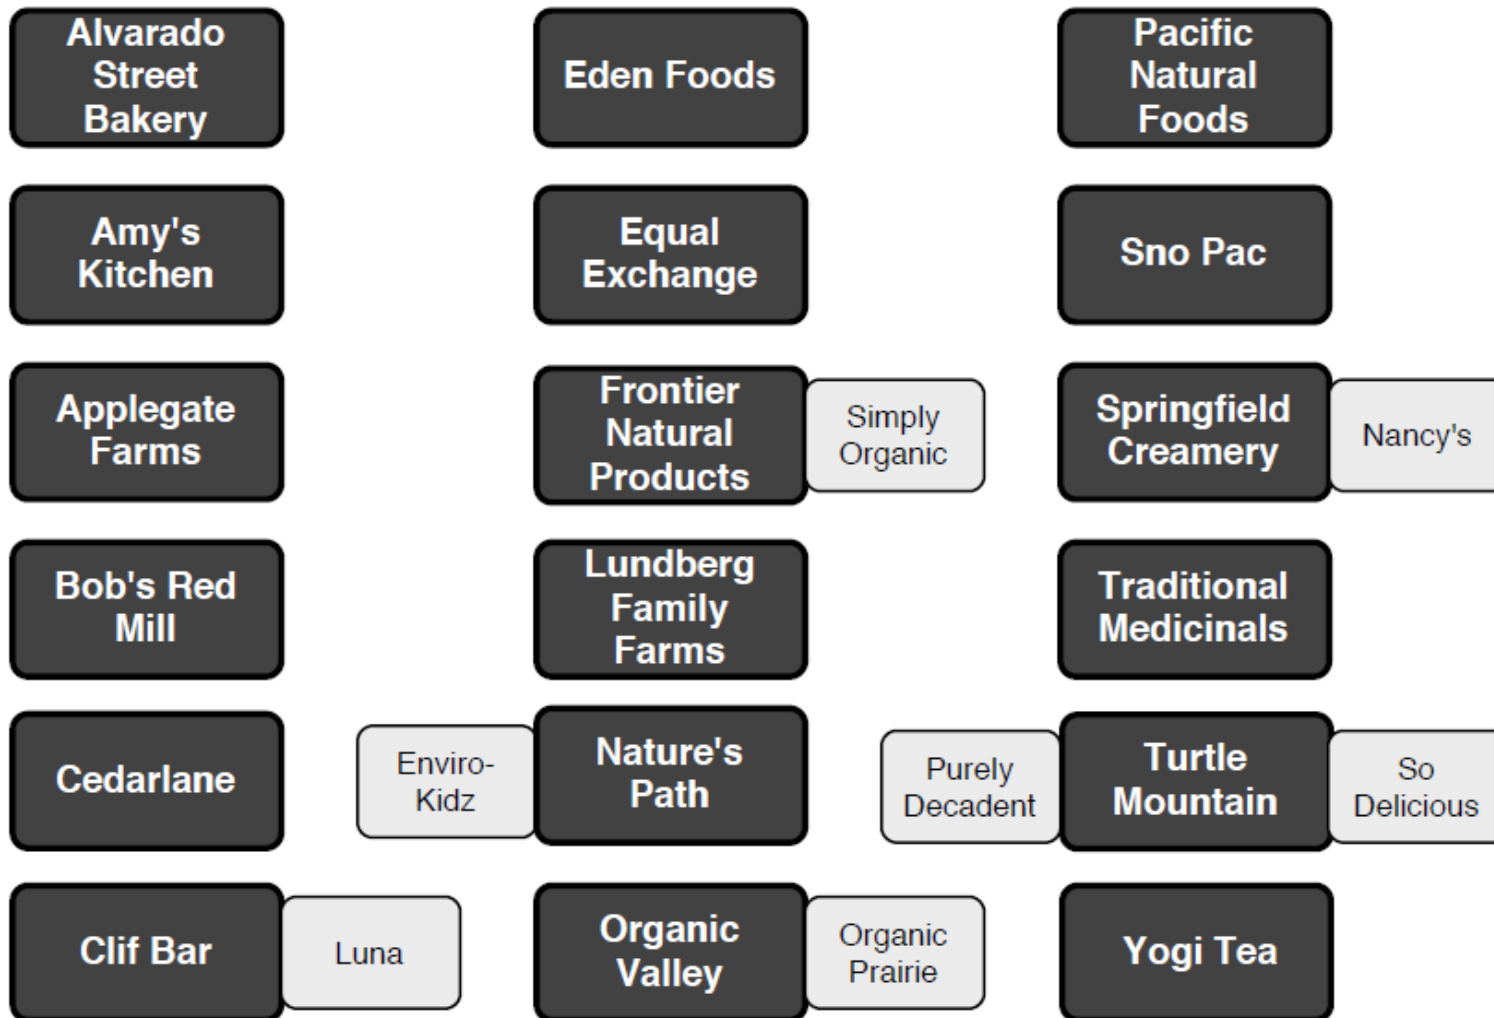 Alvarado
Street
Bakery
Eden Foods
Pacific
Natural
Foods
Amy's
Kitchen
Equal
Exchange
Sno Pac
Applegate
Farms
Frontier
Natural
Products
Simply
Organic
Springfield
Creamery
Nancy's
Bob's Red
Mill
Lundberg
Family
Farms
Traditional
Medicinals
Cedarlane
Enviro-
Kidz
Nature's
Path
Purely
Decadent
Turtle
Mountain
So
Delicious
Clif Bar
Luna
Organic
Valley
Organic
Prairie
Yogi Tea